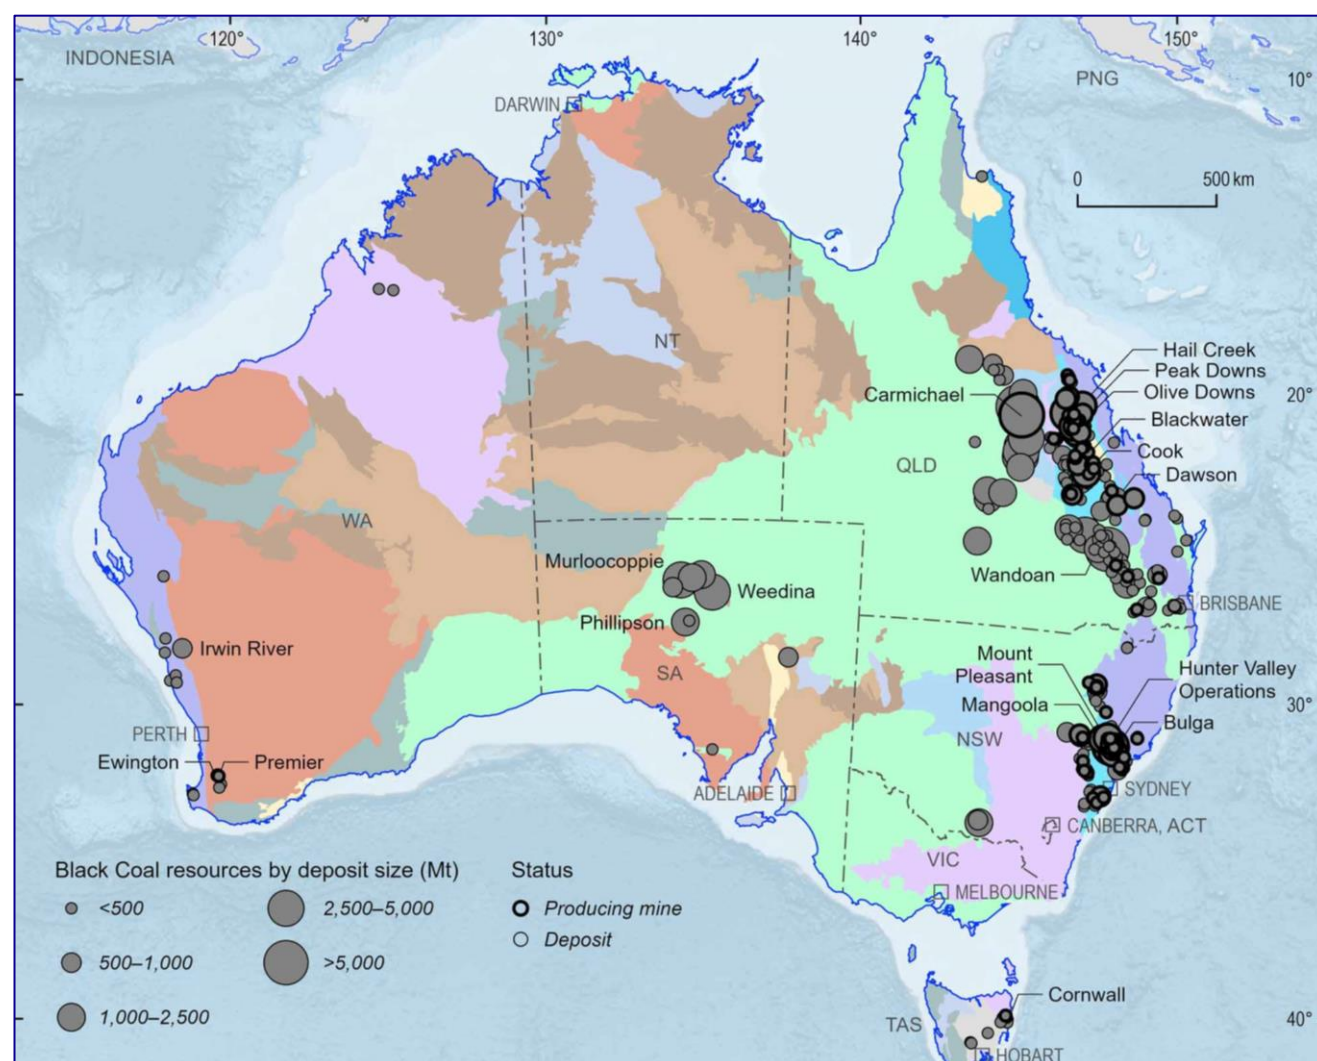 120°
130°
140°
150°
INDONESIA
PNG
10°
DARWIN
0
500 km
NT
Hail Creek
Peak Downs
Olive Downs
20°
Carmichael
Blackwater
Cook
QLD
Dawson
WA
Murloocoppie
Wandoan
Weedina
BRISBANE
Phillipson
Irwin River
SA
Mount
Pleasant
Hunter Valley
Operations
30°
Mangoola
Bulga
PERTH
NSW
Ewington
Premier
ADELAIDE
SYDNEY
CANBERRA, ACT
VIC
MELBOURNE
Black Coal resources by deposit size (Mt)
<500
500–1,000
1,000–2,500
2,500–5,000
>5,000
Status
Producing mine
Deposit
Cornwall
TAS
40°
HOBART